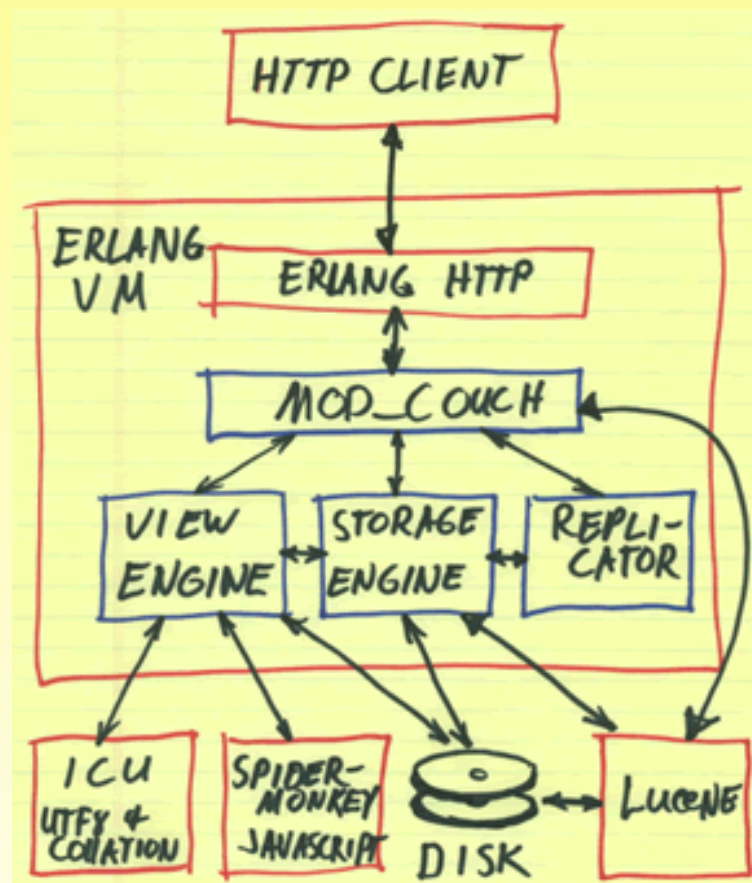 HTTP CLIENT
ERLANG
VM
ERLANG HTTP
MOD_COUCH
VIEW
ENGINE
STORAGE
ENGINE
REPLI-
CATOR
ICU
UTF8 &
COLLATION
SPIDER-
MONKEY
JAVASCRIPT
DISK
LUCENE